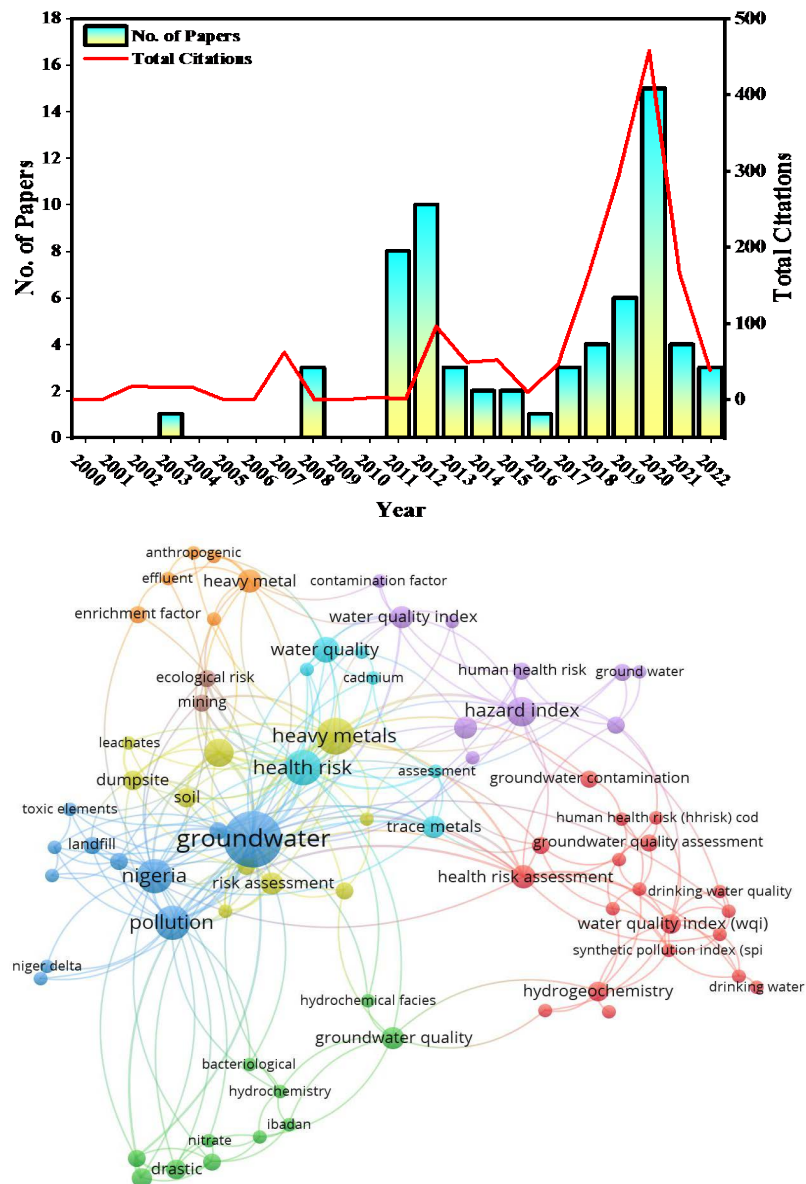 18
500
No. of Papers
Total Citations
16
14
400
12
300
10
No. of Papers
Total Citations
8
200
6
100
4
2
0
0
2000
2001
2002
2003
2004
2005
2006
2007
2008
2009
2010
2011
2012
2013
2014
2015
2016
2017
2018
2019
2020
2021
2022
Year
anthropogenic
effluent
heavy metal
contamination factor
enrichment factor
water quality index
water quality
human health risk
ground water
ecological risk
cadmium
mining
hazard index
heavy metals
leachates
health risk
assessment
dumpsite
groundwater contamination
soil
toxic elements
trace metals
human health risk (hhrisk) cod
groundwater
landfill
groundwater quality assessment
nigeria
risk assessment
health risk assessment
drinking water quality
pollution
water quality index (wqi)
synthetic pollution index (spi
niger delta
drinking water
hydrogeochemistry
hydrochemical facies
groundwater quality
bacteriological
hydrochemistry
ibadan
nitrate
drastic